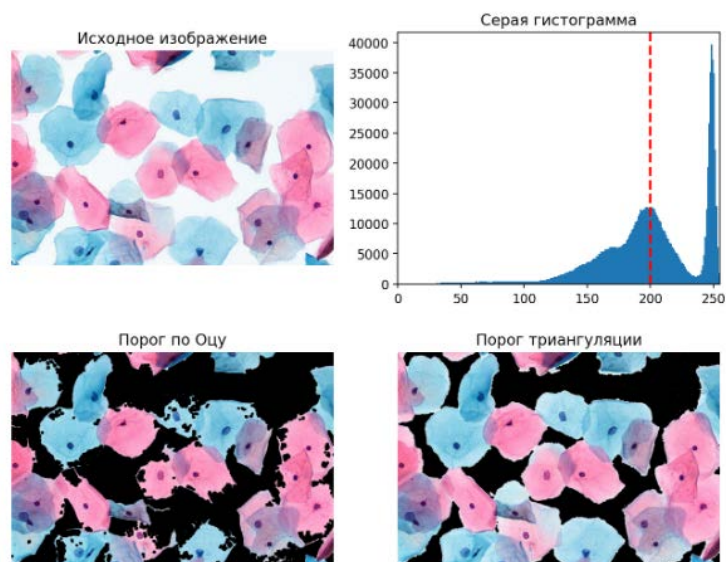 Исходное изображение
Серая гистограмма
40000
35000
30000
25000
20000
15000
10000
5000
0
0 50 100 150 200 250
Порог по Оцу
Порог триангуляции